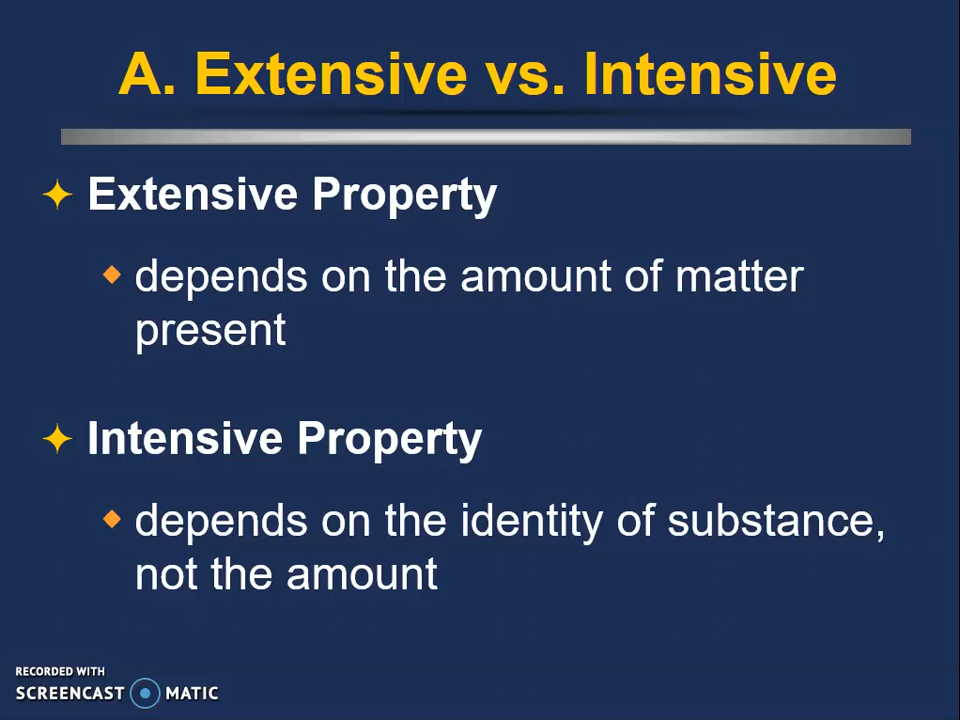 A. Extensive vs. Intensive
Extensive Property
depends on the amount of matter
present
Intensive Property
depends on the identity of substance,
not the amount
RECORDED WITH
SCREENCAST MATIC